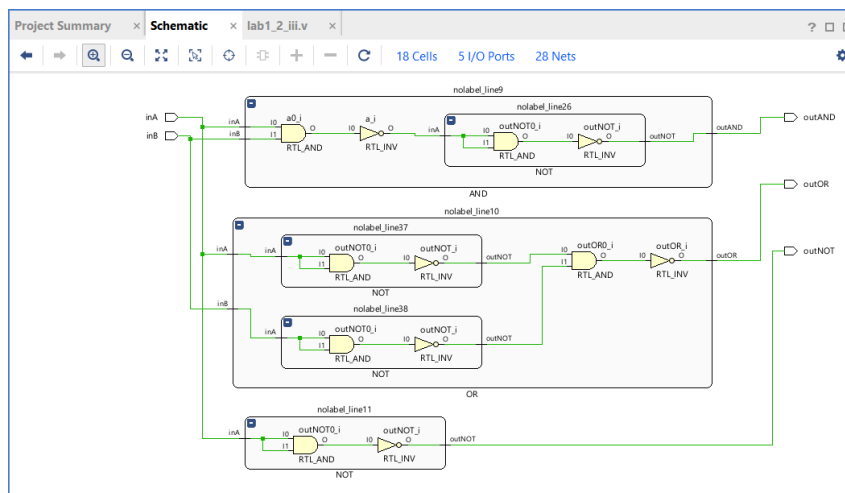 Project Summary × Schematic × lab1_2_iii.v × ?
18 Cells 5 I/O Ports 28 Nets
nolabel_line9
nolabel_line26
inA inA a0_i a_i inA outNOT0_i outNOT_i outAND outAND
I0 O I0 O I0 O I0 O outNOT
inB inB I1 I1
RTL_AND RTL_INV RTL_AND RTL_INV
NOT
AND
outOR
nolabel_line10
nolabel_line37
inA inA outNOT0_i outNOT_i outNOT outOR0_i outOR_i outOR outNOT
I0 O I0 O I0 O I0 O
I1 I1
RTL_AND RTL_INV RTL_AND RTL_INV
NOT
nolabel_line38
inB inA outNOT0_i outNOT_i outNOT
I0 O I0 O
I1
RTL_AND RTL_INV
NOT
OR
nolabel_line11
inA outNOT0_i outNOT_i outNOT
I0 O I0 O
I1
RTL_AND RTL_INV
NOT